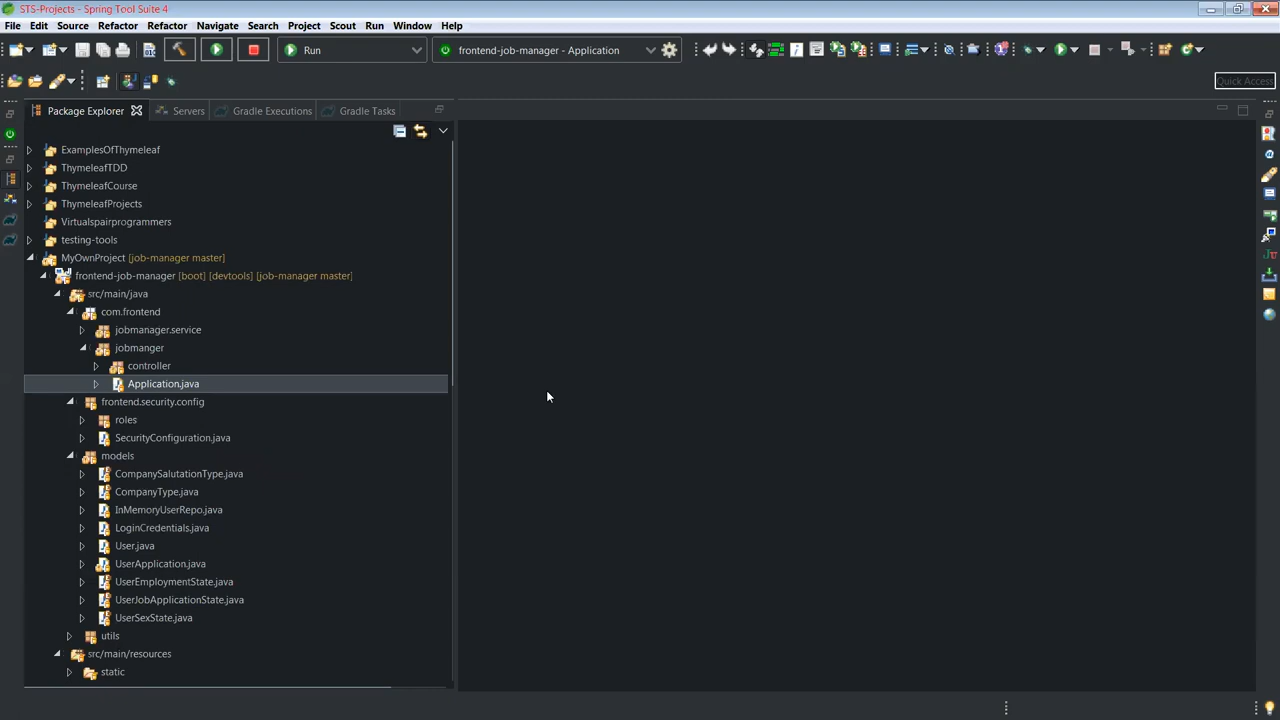 STS-Projects - Spring Tool Suite 4
File Edit Source Refactor Refactor Navigate Search Project Scout Run Window Help
Run
frontend-job-manager - Application
Quick Access
Package Explorer Servers Gradle Executions Gradle Tasks
ExamplesOfThymeleaf
ThymeleafTDD
ThymeleafCourse
ThymeleafProjects
Virtualspairprogrammers
testing-tools
MyOwnProject [job-manager master]
frontend-job-manager [boot] [devtools] [job-manager master]
src/main/java
com.frontend
jobmanager.service
jobmanger
controller
Application.java
frontend.security.config
roles
SecurityConfiguration.java
models
CompanySalutationType.java
CompanyType.java
InMemoryUserRepo.java
LoginCredentials.java
User.java
UserApplication.java
UserEmploymentState.java
UserJobApplicationState.java
UserSexState.java
utils
src/main/resources
static